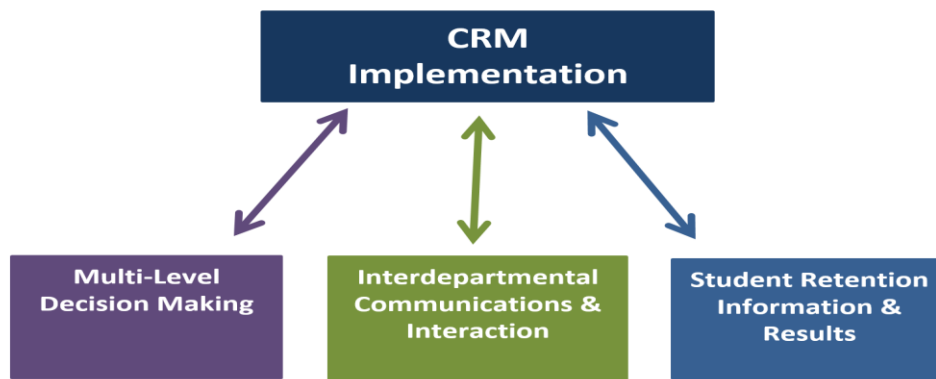 CRM
Implementation
Multi-Level
Decision Making
Interdepartmental
Communications &
Interaction
Student Retention
Information &
Results